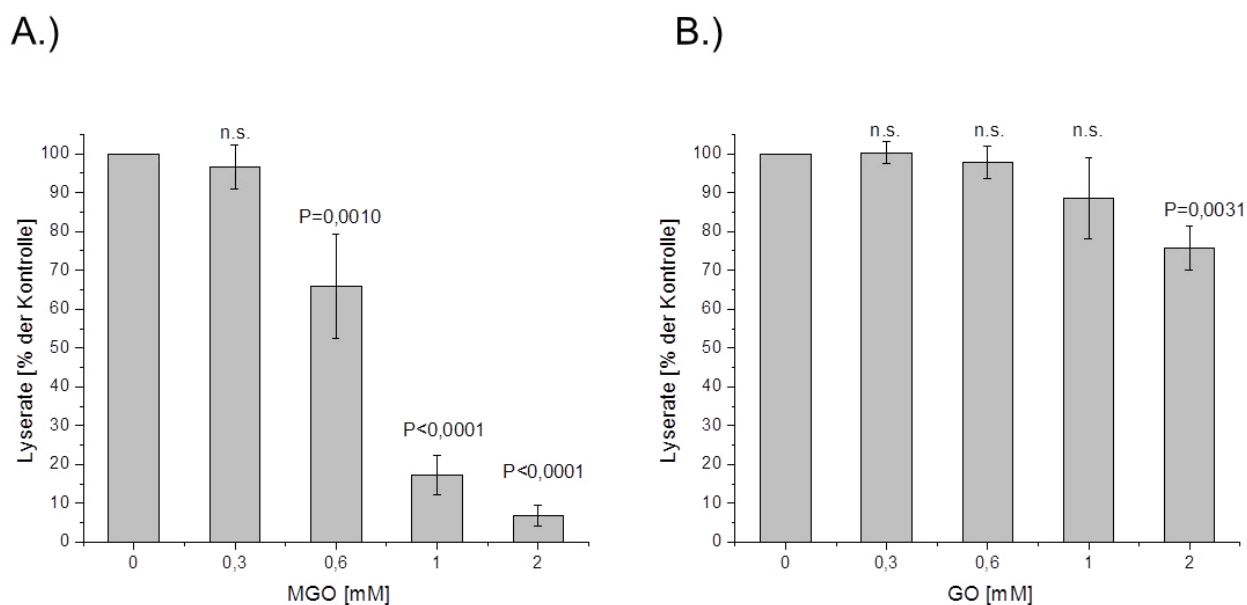 A.)
n.s.
P=0,0010
P<0,0001
P<0,0001
100
90
80
70
60
50
40
30
20
10
0
Lyserate [% der Kontrolle]
0 0,3 0,6 1 2
MGO [mM]
B.)
n.s. n.s. n.s.
P=0,0031
100
90
80
70
60
50
40
30
20
10
0
Lyserate [% der Kontrolle]
0 0,3 0,6 1 2
GO [mM]